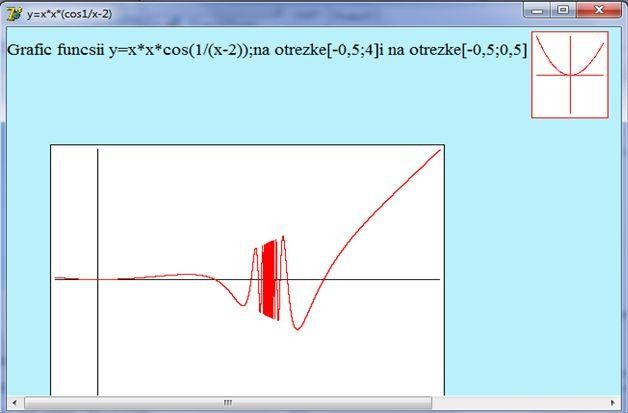 y=x*x*(cos1/x-2)
Grafic funcsii y=x*x*cos(1/(x-2));na otrezke[-0,5;4]i na otrezke[-0,5;0,5]